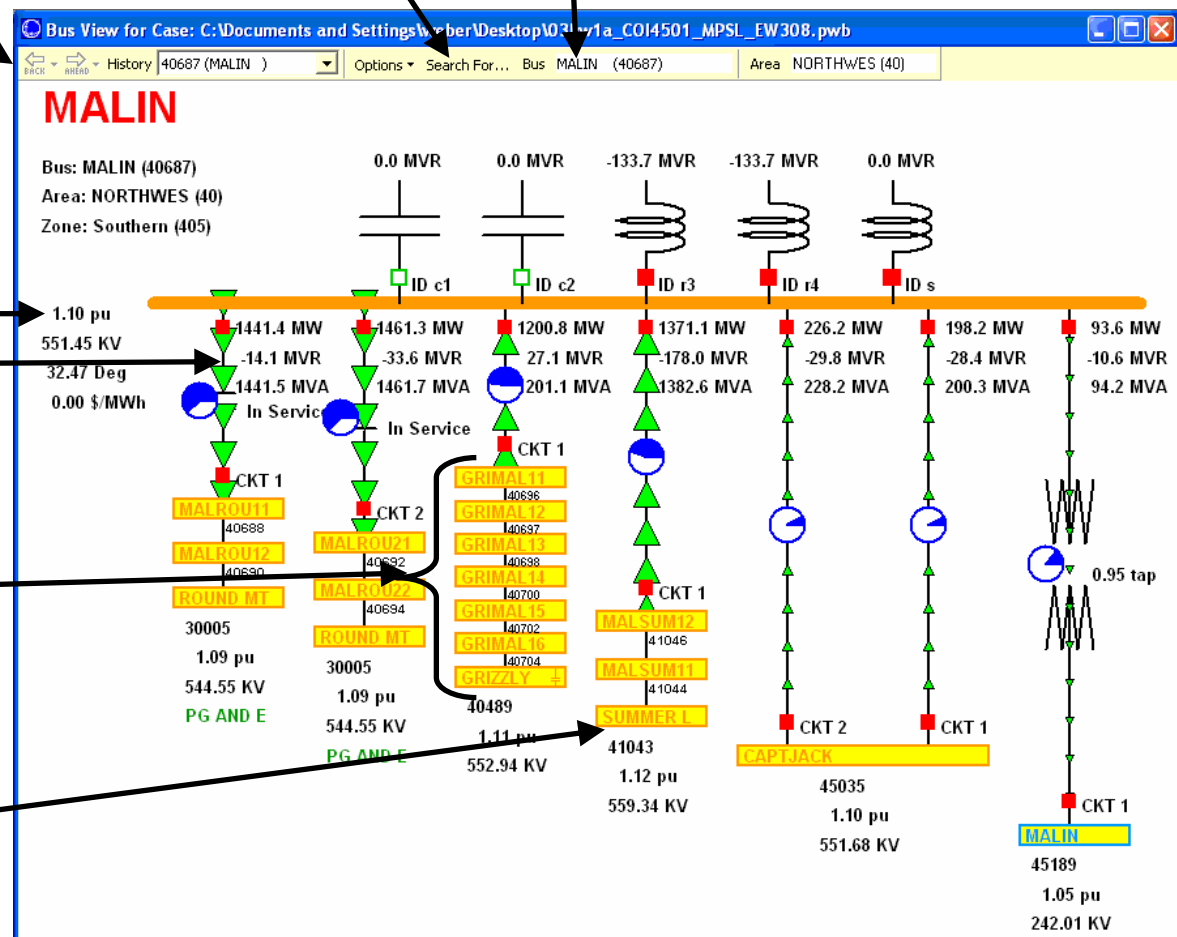 Bus View for Case: C:\Documents and Settings\weber\Desktop\03 w1a_COI4501_MPSL_EW308.pwb
BACK AHEAD History 40687 (MALIN ) Options Search For... Bus MALIN (40687) Area NORTHWES (40)
MALIN
Bus: MALIN (40687)
Area: NORTHWES (40)
Zone: Southern (405)
0.0 MVR 0.0 MVR -133.7 MVR -133.7 MVR 0.0 MVR
ID c1 ID c2 ID r3 ID r4 ID s
1.10 pu
551.45 KV
32.47 Deg
0.00 $/MWh
1441.4 MW
-14.1 MVR
1441.5 MVA
In Service
CKT 1
MALROU11
40688
MALROU12
40690
ROUND MT
30005
1.09 pu
544.55 KV
PG AND E
1461.3 MW
-33.6 MVR
1461.7 MVA
In Service
CKT 2
MALROU21
40692
MALROU22
40694
ROUND MT
30005
1.09 pu
544.55 KV
PG AND E
1200.8 MW
27.1 MVR
201.1 MVA
CKT 1
GRIMAL11
40696
GRIMAL12
40697
GRIMAL13
40698
GRIMAL14
40700
GRIMAL15
40702
GRIMAL16
40704
GRIZZLY
40489
1.11 pu
552.94 KV
1371.1 MW
-178.0 MVR
1382.6 MVA
CKT 1
MALSUM12
41046
MALSUM11
41044
SUMMER L
41043
1.12 pu
559.34 KV
226.2 MW
-29.8 MVR
228.2 MVA
CKT 2
198.2 MW
-28.4 MVR
200.3 MVA
CKT 1
CAPTJACK
45035
1.10 pu
551.68 KV
93.6 MW
-10.6 MVR
94.2 MVA
0.95 tap
CKT 1
MALIN
45189
1.05 pu
242.01 KV